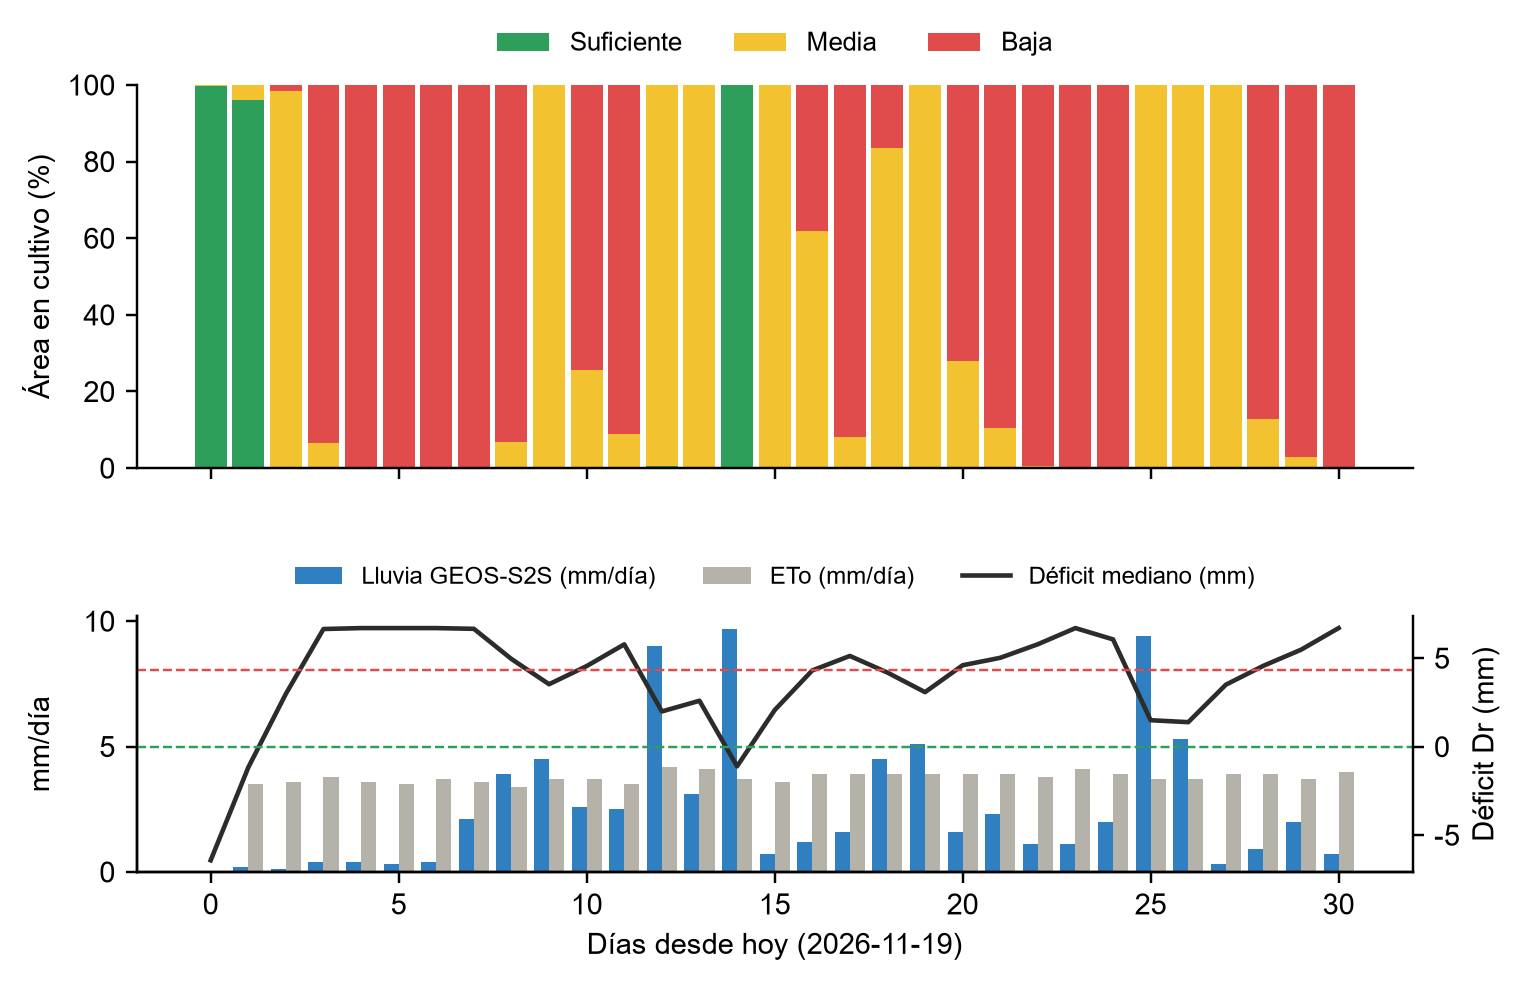 Suficiente Media Baja
100
80
60
40
20
0
Área en cultivo (%)
Lluvia GEOS-S2S (mm/día) ETo (mm/día) Déficit mediano (mm)
10
5
0
mm/día
5
0
-5
Déficit Dr (mm)
0 5 10 15 20 25 30
Días desde hoy (2026-11-19)